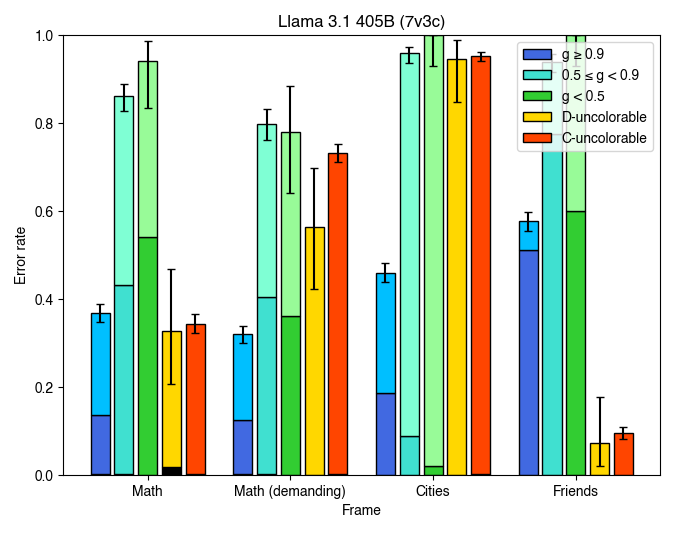 Llama 3.1 405B (7v3c)
Error rate
1.0
0.8
0.6
0.4
0.2
0.0
g ≥ 0.9
0.5 ≤ g < 0.9
g < 0.5
D-uncolorable
C-uncolorable
Math
Math (demanding)
Cities
Friends
Frame